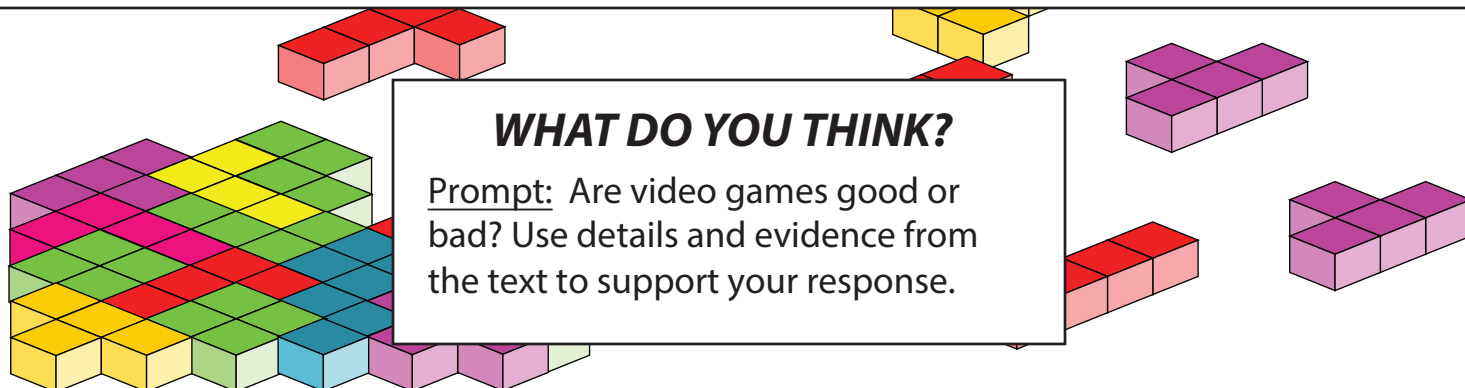 WHAT DO YOU THINK?
Prompt: Are video games good or
bad? Use details and evidence from
the text to support your response.